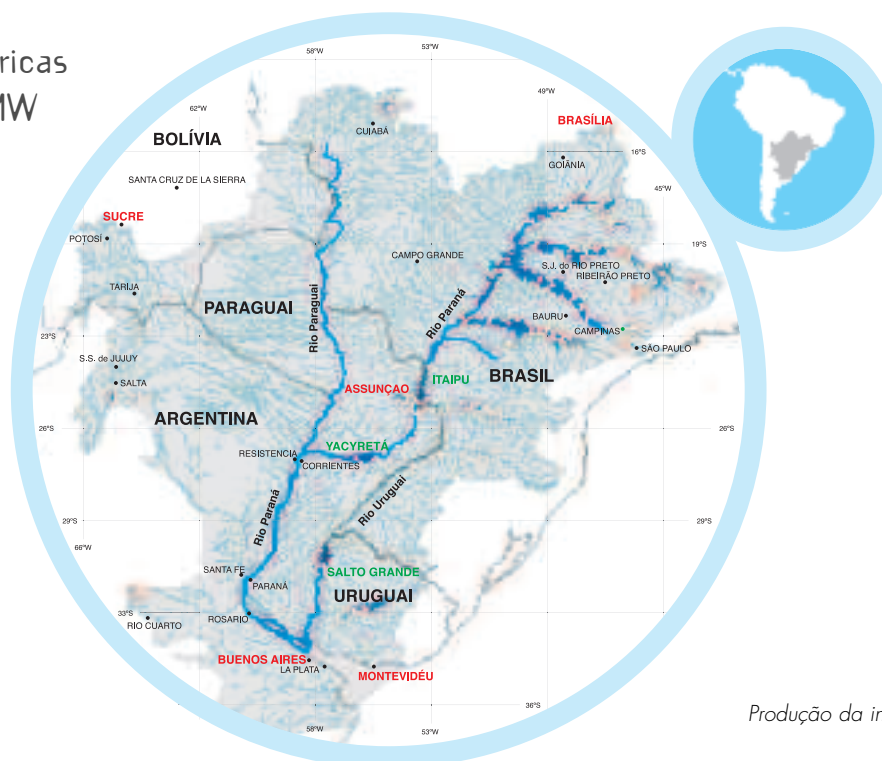 ricas
MW
58°W
53°W
49°W
62°W
BRASÍLIA
CUIABÁ
BOLÍVIA
16°S
GOIÂNIA
SANTA CRUZ DE LA SIERRA
45°W
SUCRE
POTOSÍ
19°S
CAMPO GRANDE
S.J. do RIO PRETO
RIBEIRÃO PRETO
TARIJA
PARAGUAI
Rio Paraguai
Rio Paraná
BAURU
CAMPINAS
23°S
23°S
SÃO PAULO
S.S. de JUJUY
SALTA
ASSUNÇAO
ITAIPU
BRASIL
ARGENTINA
26°S
26°S
YACYRETÁ
RESISTENCIA
CORRIENTES
Rio Uruguai
Rio Paraná
29°S
29°S
66°W
SANTA FE
PARANÁ
SALTO GRANDE
URUGUAI
33°S
33°S
RIO CUARTO
ROSARIO
BUENOS AIRES
LA PLATA
MONTEVIDÉU
36°S
58°W
53°W
Produção da in